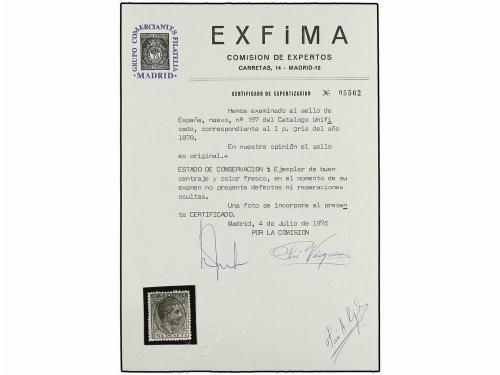 GRUPO COMERCIANTES FILATELIA
·MADRID·
EXFiMA
COMISION DE EXPERTOS
CARRETAS, 14 - MADRID-12
CERTIFICADO DE EXPERTIZACION Nº 05562
Hemos examinado el sello de
España, nuevo, nº 197 del Catalogo Unifi
cado, correspondiente al 1 p. gris del año
1878.
En nuestra opinión el sello
es original.+
ESTADO DE CONSERVACION : Ejemplar de buen
centraje y color fresco, en el momento de su
examen no presenta defectos ni reparaciones
ocultas.
Una foto se incorpora al presen
te CERTIFICADO.
Madrid, 4 de Julio de 1976
POR LA COMISION